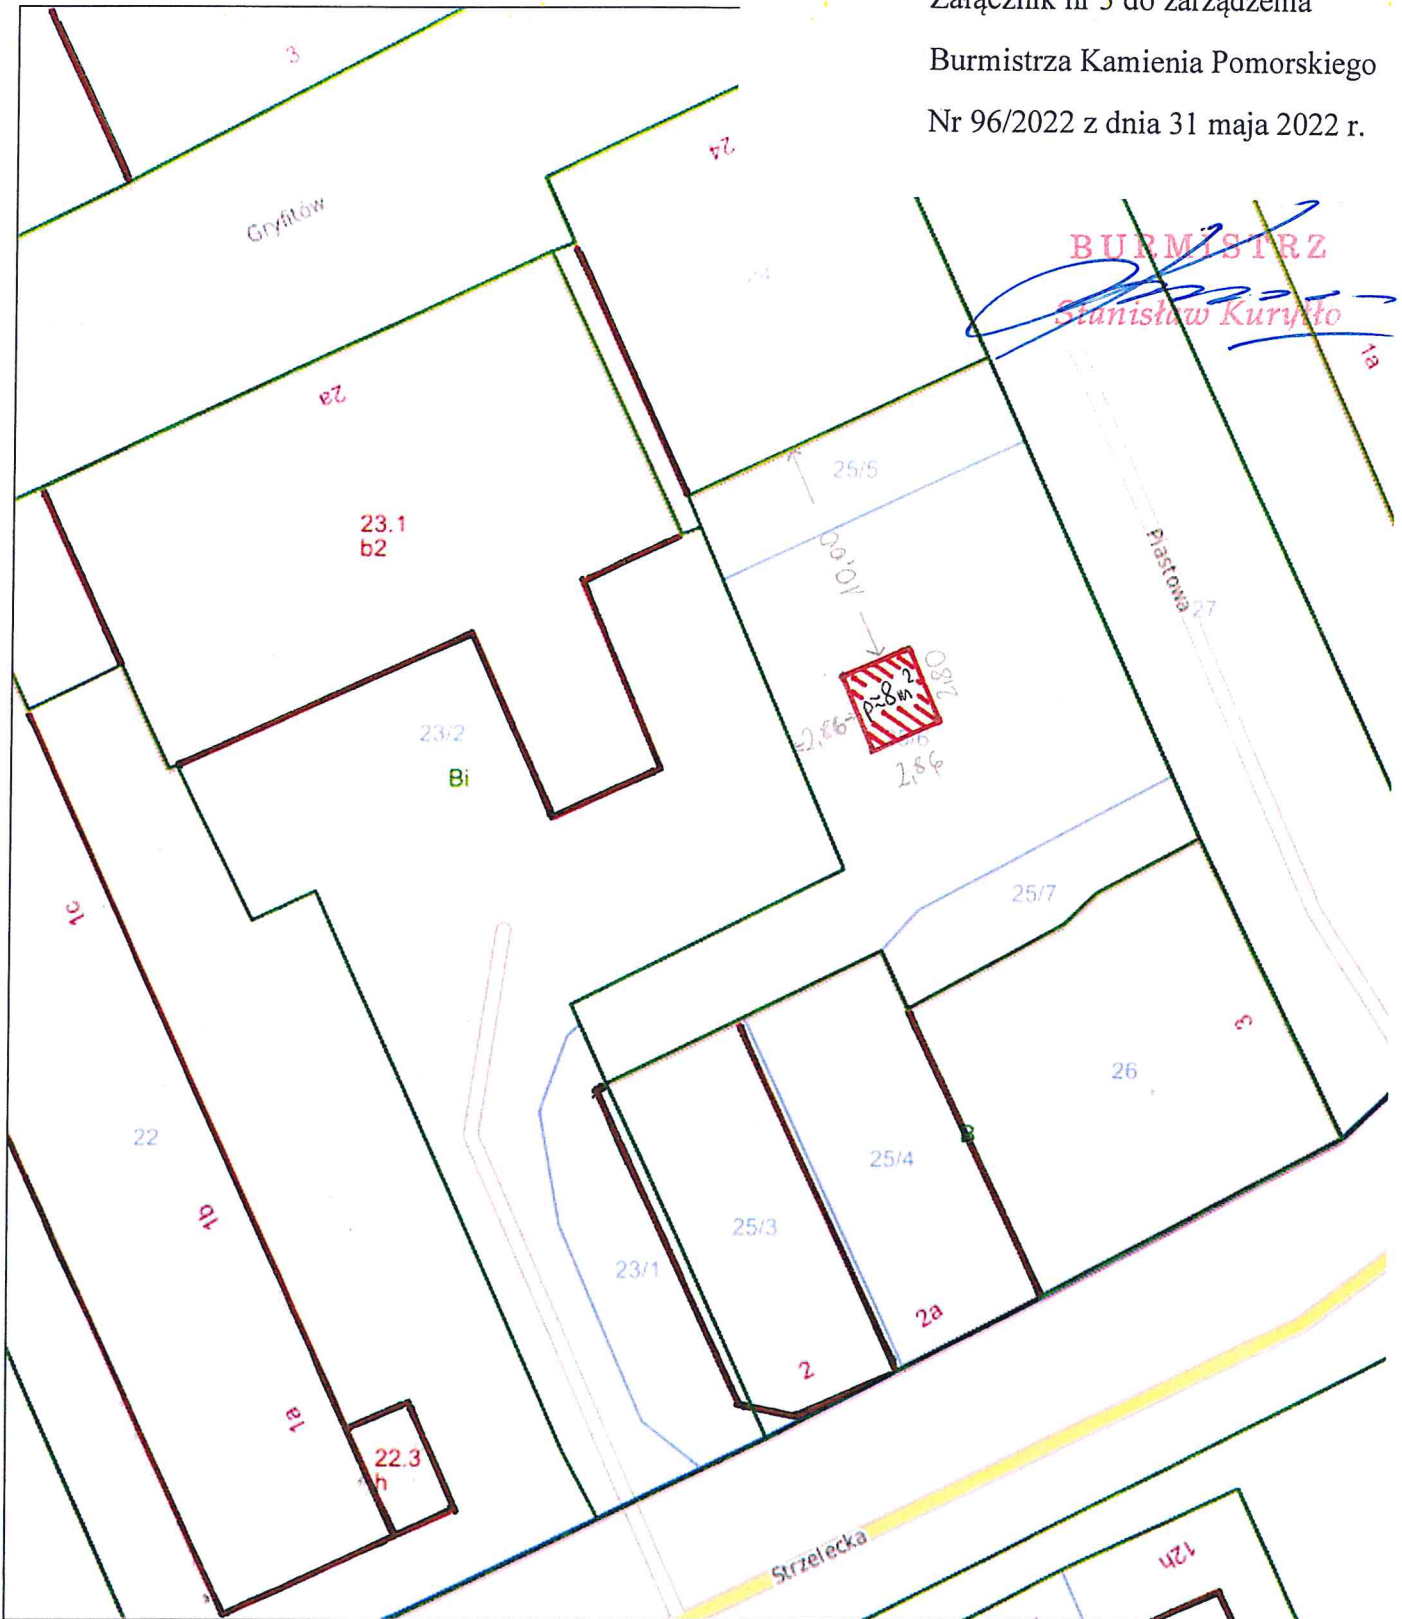 Załącznik nr 3 do zarządzenia
Burmistrza Kamienia Pomorskiego
Nr 96/2022 z dnia 31 maja 2022 r.
BURMISTRZ
Stanisław Kuryłło
3
24
Gryfitów
24
1a
2a
25/5
23.1
b2
10,00
Piastowa
27
2,80
P≈8m²
≈2,86
2,86
23/2
Bi
25/7
1c
3
26
22
25/4
1b
25/3
23/1
2a
2
1a
22.3
h
Strzelecka
12h